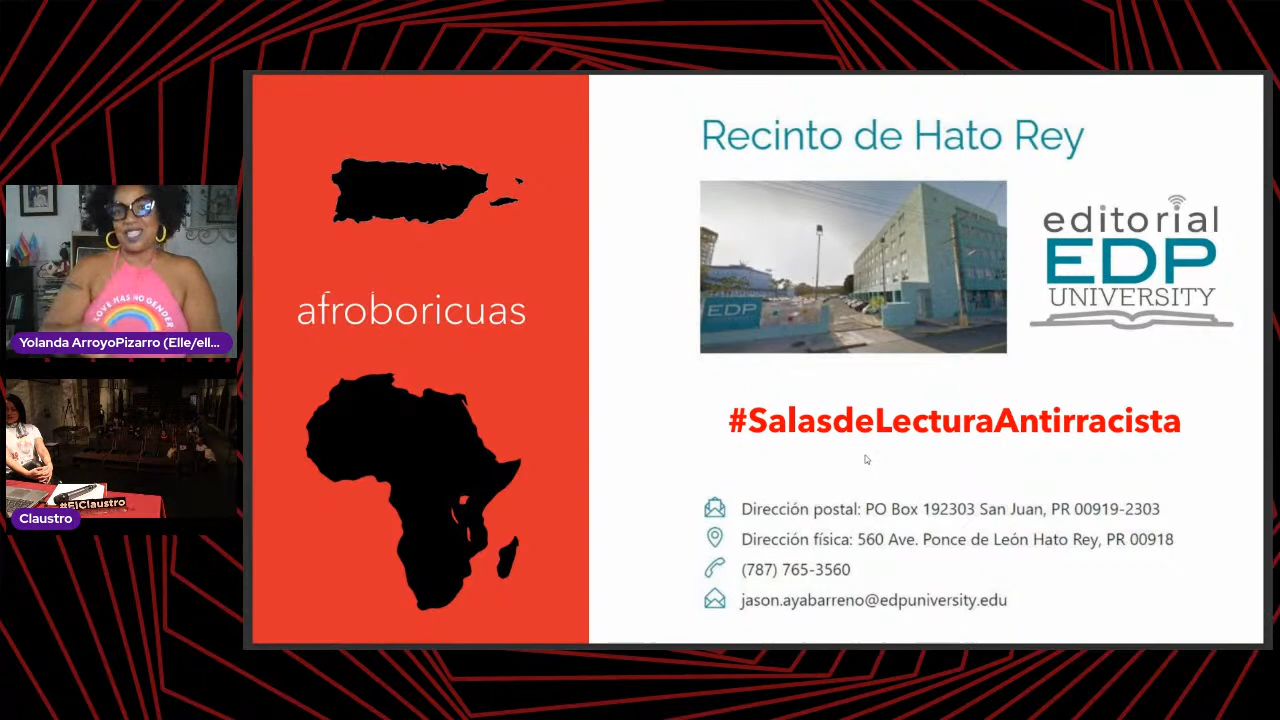 LOVE HAS NO GENDER
Yolanda ArroyoPizarro (Elle/ell...
#ElClaustro
Claustro
afroboricuas
Recinto de Hato Rey
EDP
editorial
EDP
UNIVERSITY
#SalasdeLecturaAntirracista
Dirección postal: PO Box 192303 San Juan, PR 00919-2303
Dirección física: 560 Ave. Ponce de León Hato Rey, PR 00918
(787) 765-3560
jason.ayabarreno@edpuniversity.edu